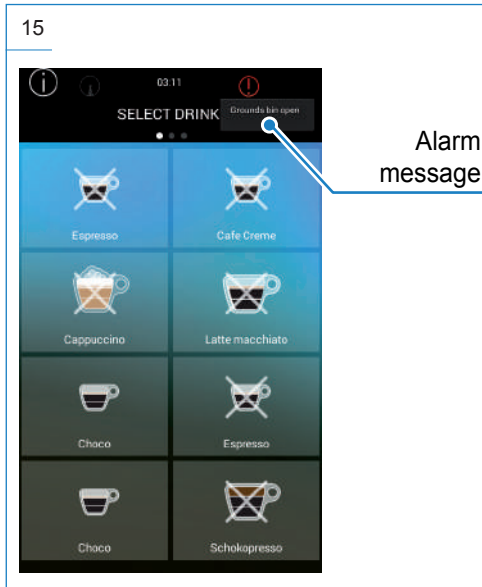 15
03:11
SELECT DRINK
Grounds bin open
Alarm
message
Espresso
Cafe Creme
Cappuccino
Latte macchiato
Choco
Espresso
Choco
Schokopresso